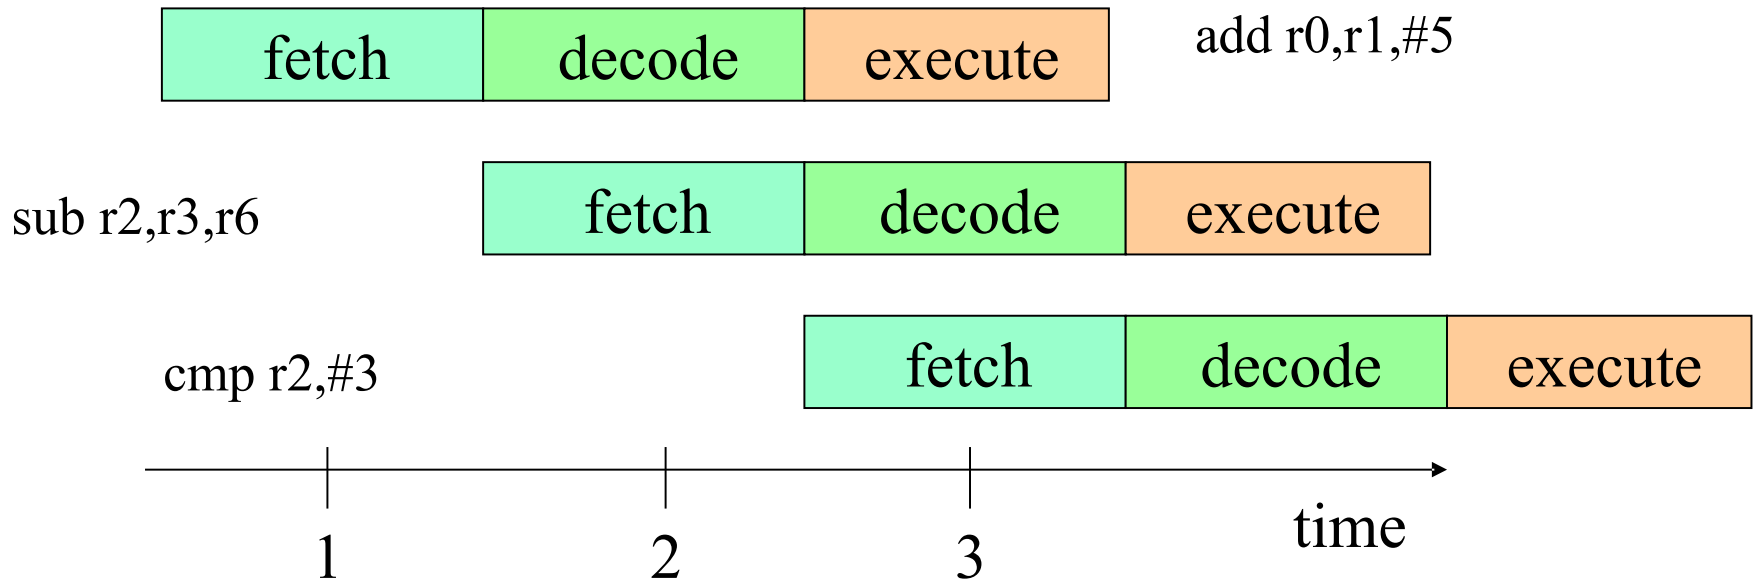 fetch decode execute add r0,r1,#5
sub r2,r3,r6 fetch decode execute
cmp r2,#3 fetch decode execute
time
1 2 3